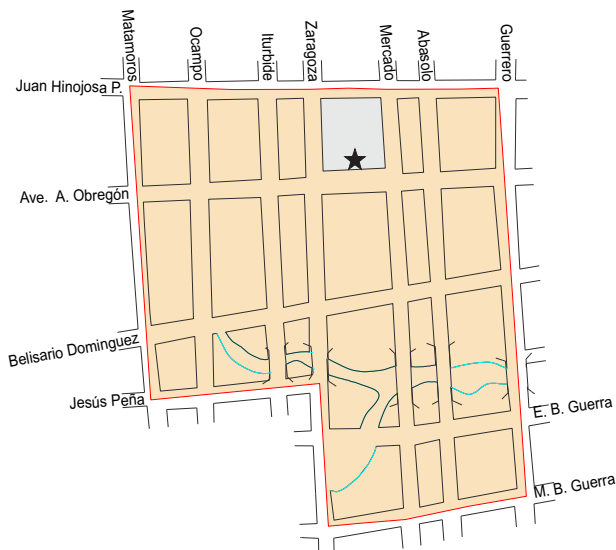 Matamoros
Ocampo
Iturbide
Zaragoza
Mercado
Abasolo
Guerrero
Juan Hinojosa P.
Ave. A. Obregón
Belisario Dominguez
Jesús Peña
E. B. Guerra
M. B. Guerra